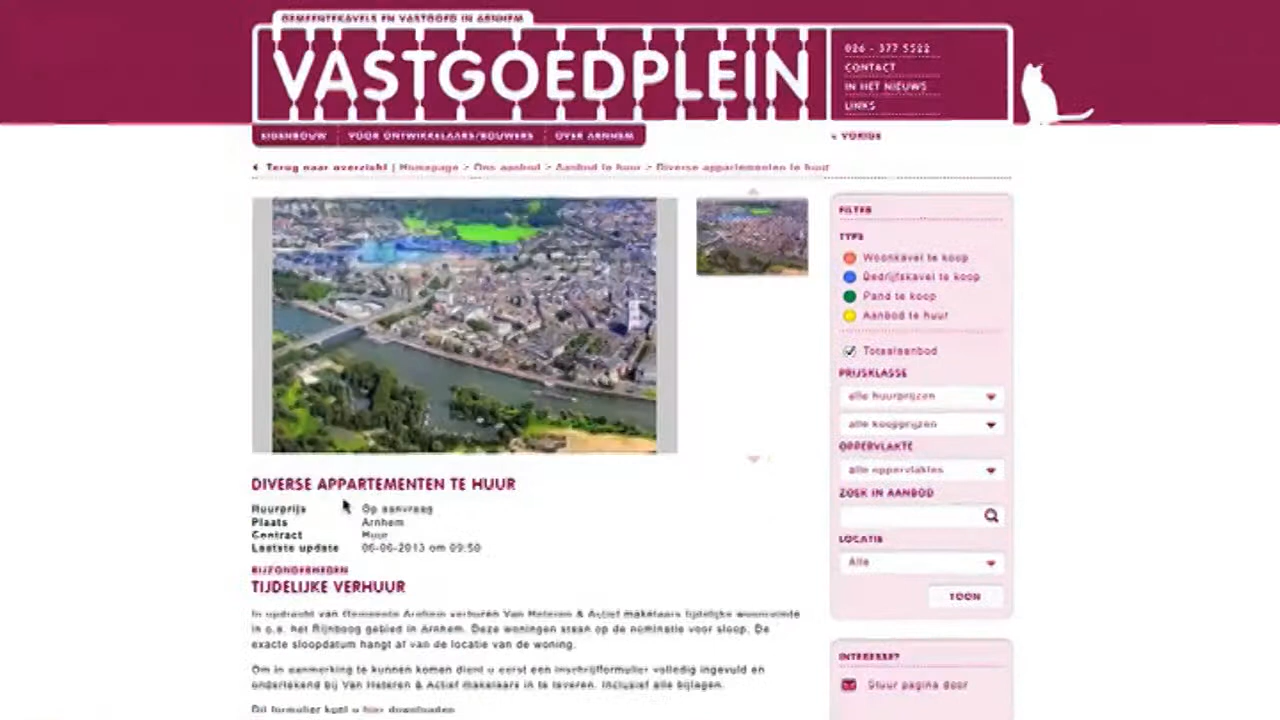 GEMEENTEKAVELS EN VASTGOED IN ARNHEM
VASTGOEDPLEIN
026 - 377 5522
CONTACT
IN HET NIEUWS
LINKS
EIGENBOUW
VOOR ONTWIKKELAARS/BOUWERS
OVER ARNHEM
« VORIGE
Terug naar overzicht | Homepage > Ons aanbod > Aanbod te huur > Diverse appartementen te huur
FILTER
TYPE
Woonkavel te koop
Bedrijfskavel te koop
Pand te koop
Aanbod te huur
Totaalaanbod
PRIJSKLASSE
alle huurprijzen
alle koopprijzen
OPPERVLAKTE
alle oppervlaktes
ZOEK IN AANBOD
LOCATIE
Alle
TOON
INTERESSE?
Stuur pagina door
DIVERSE APPARTEMENTEN TE HUUR
Huurprijs Op aanvraag
Plaats Arnhem
Contract Huur
Laatste update 06-06-2013 om 09:50
BIJZONDERHEDEN
TIJDELIJKE VERHUUR
In opdracht van Gemeente Arnhem verhuren Van Hateren & Actief makelaars tijdelijke woonruimte
in o.a. het Rijnboog gebied in Arnhem. Deze woningen staan op de nominatie voor sloop. De
exacte sloopdatum hangt af van de locatie van de woning.
Om in aanmerking te kunnen komen dient u eerst een inschrijfformulier volledig ingevuld en
ondertekend bij Van Hateren & Actief makelaars in te leveren. Inclusief alle bijlagen.
Dit formulier kunt u hier downloaden